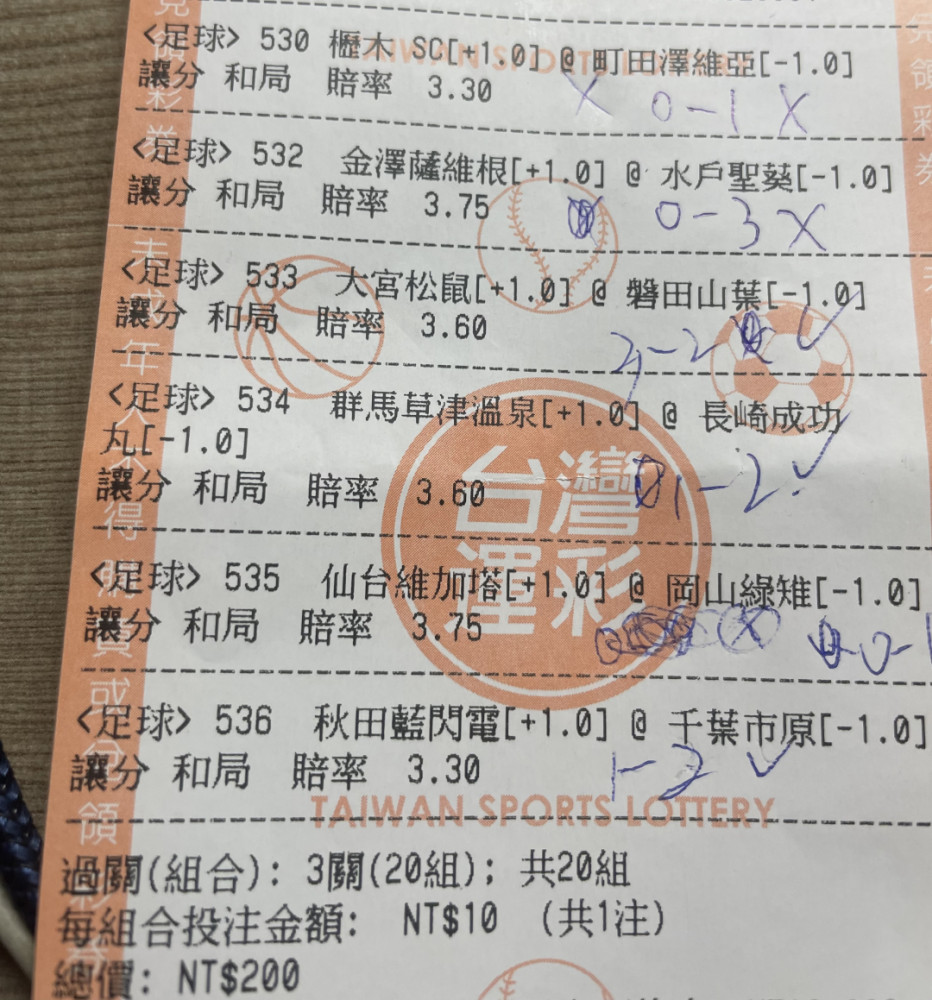 <足球> 530 櫪木 SC[+1.0] @ 町田澤維亞[-1.0]
讓分 和局 賠率 3.30
X 0-1 X
<足球> 532 金澤薩維根[+1.0] @ 水戶聖葵[-1.0]
讓分 和局 賠率 3.75
0-3 X
<足球> 533 大宮松鼠[+1.0] @ 磐田山葉[-1.0]
讓分 和局 賠率 3.60
-2 ✓
<足球> 534 群馬草津溫泉[+1.0] @ 長崎成功
丸[-1.0]
讓分 和局 賠率 3.60
1-2 ✓
台灣
運彩
<足球> 535 仙台維加塔[+1.0] @ 岡山綠雉[-1.0]
讓分 和局 賠率 3.75
0-1
<足球> 536 秋田藍閃電[+1.0] @ 千葉市原[-1.0]
讓分 和局 賠率 3.30
1-2 ✓
TAIWAN SPORTS LOTTERY
過關(組合): 3關(20組); 共20組
每組合投注金額: NT$10 (共1注)
總價: NT$200